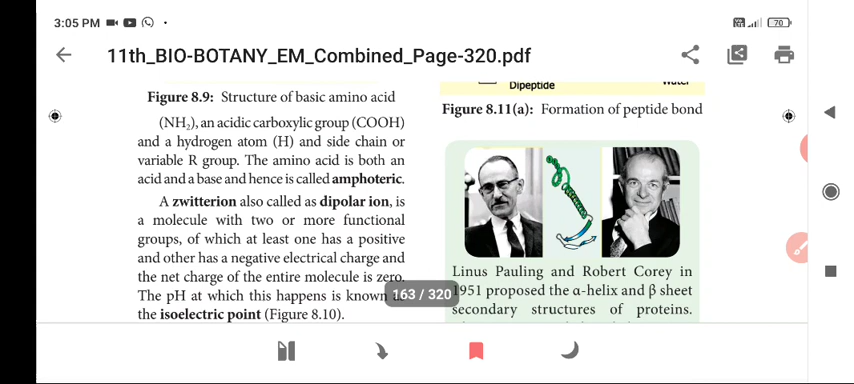 3:05 PM
70
11th_BIO-BOTANY_EM_Combined_Page-320.pdf
Figure 8.9: Structure of basic amino acid
(NH2), an acidic carboxylic group (COOH)
and a hydrogen atom (H) and side chain or
variable R group. The amino acid is both an
acid and a base and hence is called amphoteric.
A zwitterion also called as dipolar ion, is
a molecule with two or more functional
groups, of which at least one has a positive
and other has a negative electrical charge and
the net charge of the entire molecule is zero.
The pH at which this happens is known
the isoelectric point (Figure 8.10).
163 / 320
Dipeptide
Water
Figure 8.11(a): Formation of peptide bond
Linus Pauling and Robert Corey in
1951 proposed the α-helix and β sheet
secondary structures of proteins.